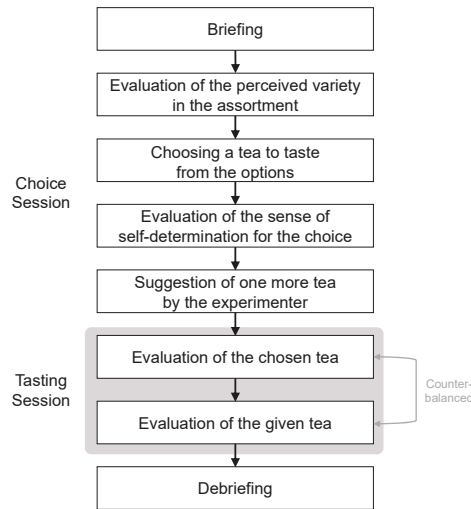 Briefing
Evaluation of the perceived variety
in the assortment
Choosing a tea to taste
from the options
Choice
Session
Evaluation of the sense of
self-determination for the choice
Suggestion of one more tea
by the experimenter
Evaluation of the chosen tea
Tasting
Session
Counter-
balanced
Evaluation of the given tea
Debriefing